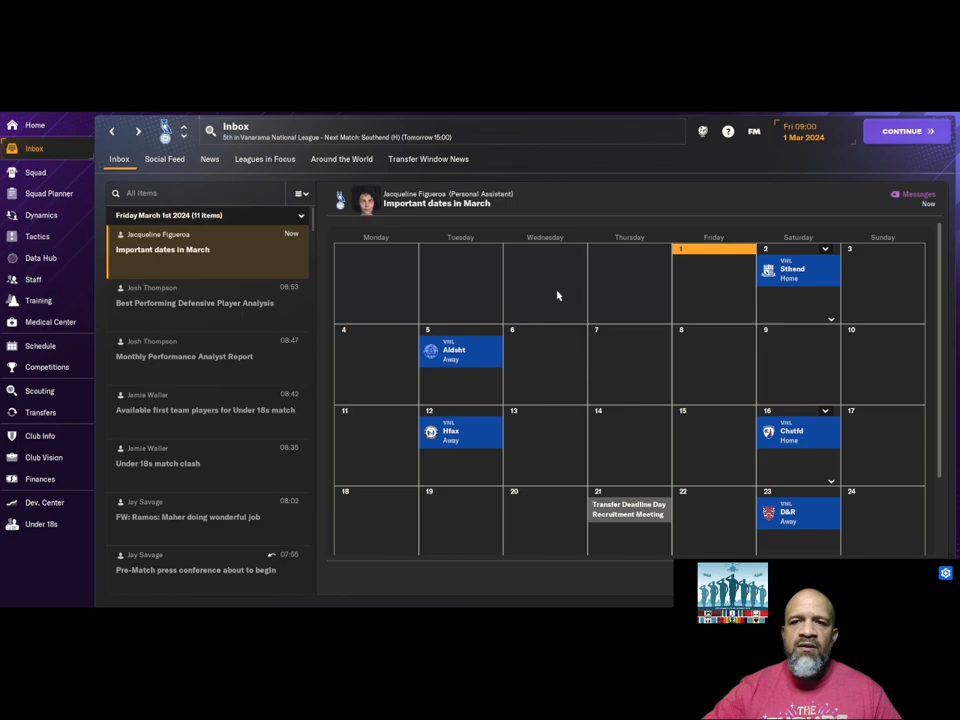 Home
Inbox
Squad
Squad Planner
Dynamics
Tactics
Data Hub
Staff
Training
Medical Center
Schedule
Competitions
Scouting
Transfers
Club Info
Club Vision
Finances
Dev. Center
Under 18s
Inbox
5th in Vanarama National League - Next Match: Southend (H) (Tomorrow 15:00)
?
FM
Fri 09:00
1 Mar 2024
CONTINUE
Inbox
Social Feed
News
Leagues in Focus
Around the World
Transfer Window News
All Items
Friday March 1st 2024 (11 items)
Jacqueline Figueroa
Now
Important dates in March
Josh Thompson
08:53
Best Performing Defensive Player Analysis
Josh Thompson
08:47
Monthly Performance Analyst Report
Jamie Waller
08:42
Available first team players for Under 18s match
Jamie Waller
08:35
Under 18s match clash
Jay Savage
08:02
FW: Ramos: Maher doing wonderful job
Jay Savage
07:55
Pre-Match press conference about to begin
Jacqueline Figueroa (Personal Assistant)
Important dates in March
Messages
Now
Monday
Tuesday
Wednesday
Thursday
Friday
Saturday
Sunday
1
2
VNL
Sthend
Home
3
4
5
VNL
Aldsht
Away
6
7
8
9
10
11
12
VNL
Hfax
Away
13
14
15
16
VNL
Chstfd
Home
17
18
19
20
21
Transfer Deadline Day
Recruitment Meeting
22
23
VNL
D&R
Away
24
THE